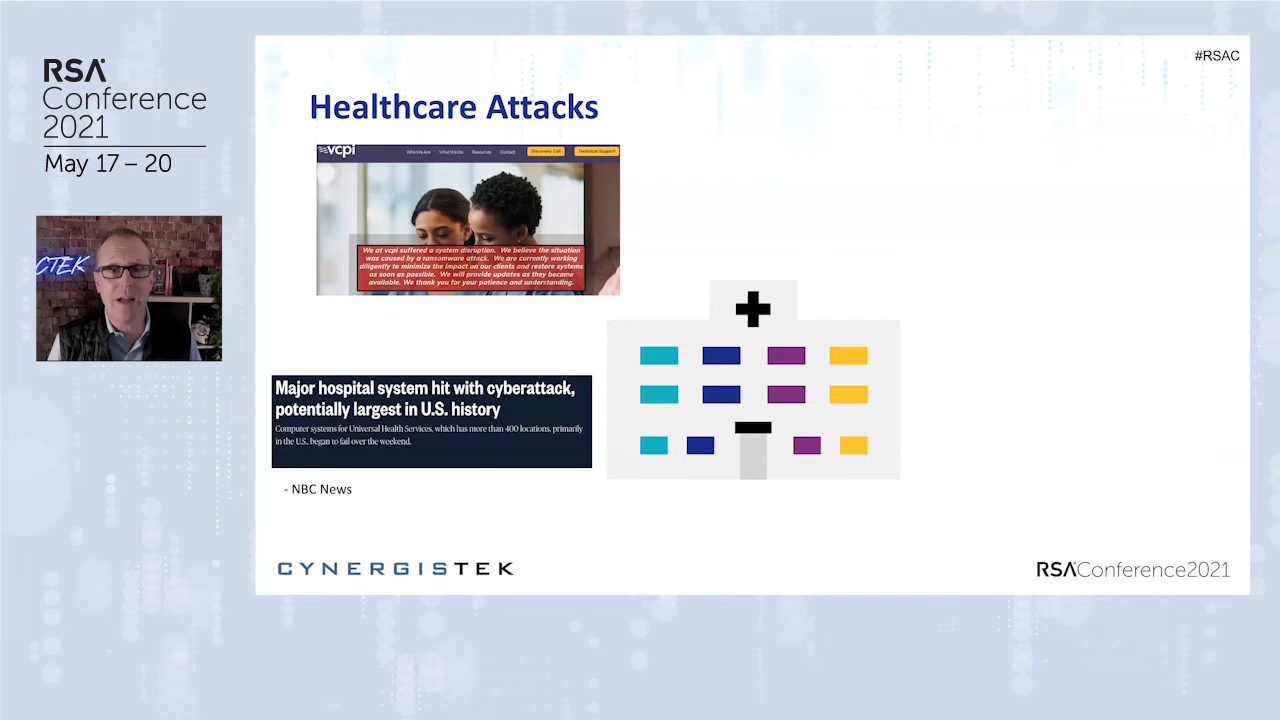 RSA
Conference
2021
May 17 – 20
CTEK
#RSAC
Healthcare Attacks
vcpi
Who We Are What We Do Resources Contact Discovery Call Technical Support
We at vcpi suffered a system disruption. We believe the situation
was caused by a ransomware attack. We are currently working
diligently to minimize the impact on our clients and restore systems
as soon as possible. We will provide updates as they become
available. We thank you for your patience and understanding.
Major hospital system hit with cyberattack,
potentially largest in U.S. history
Computer systems for Universal Health Services, which has more than 400 locations, primarily
in the U.S., began to fail over the weekend.
- NBC News
CYNERGISTEK
RSAConference2021